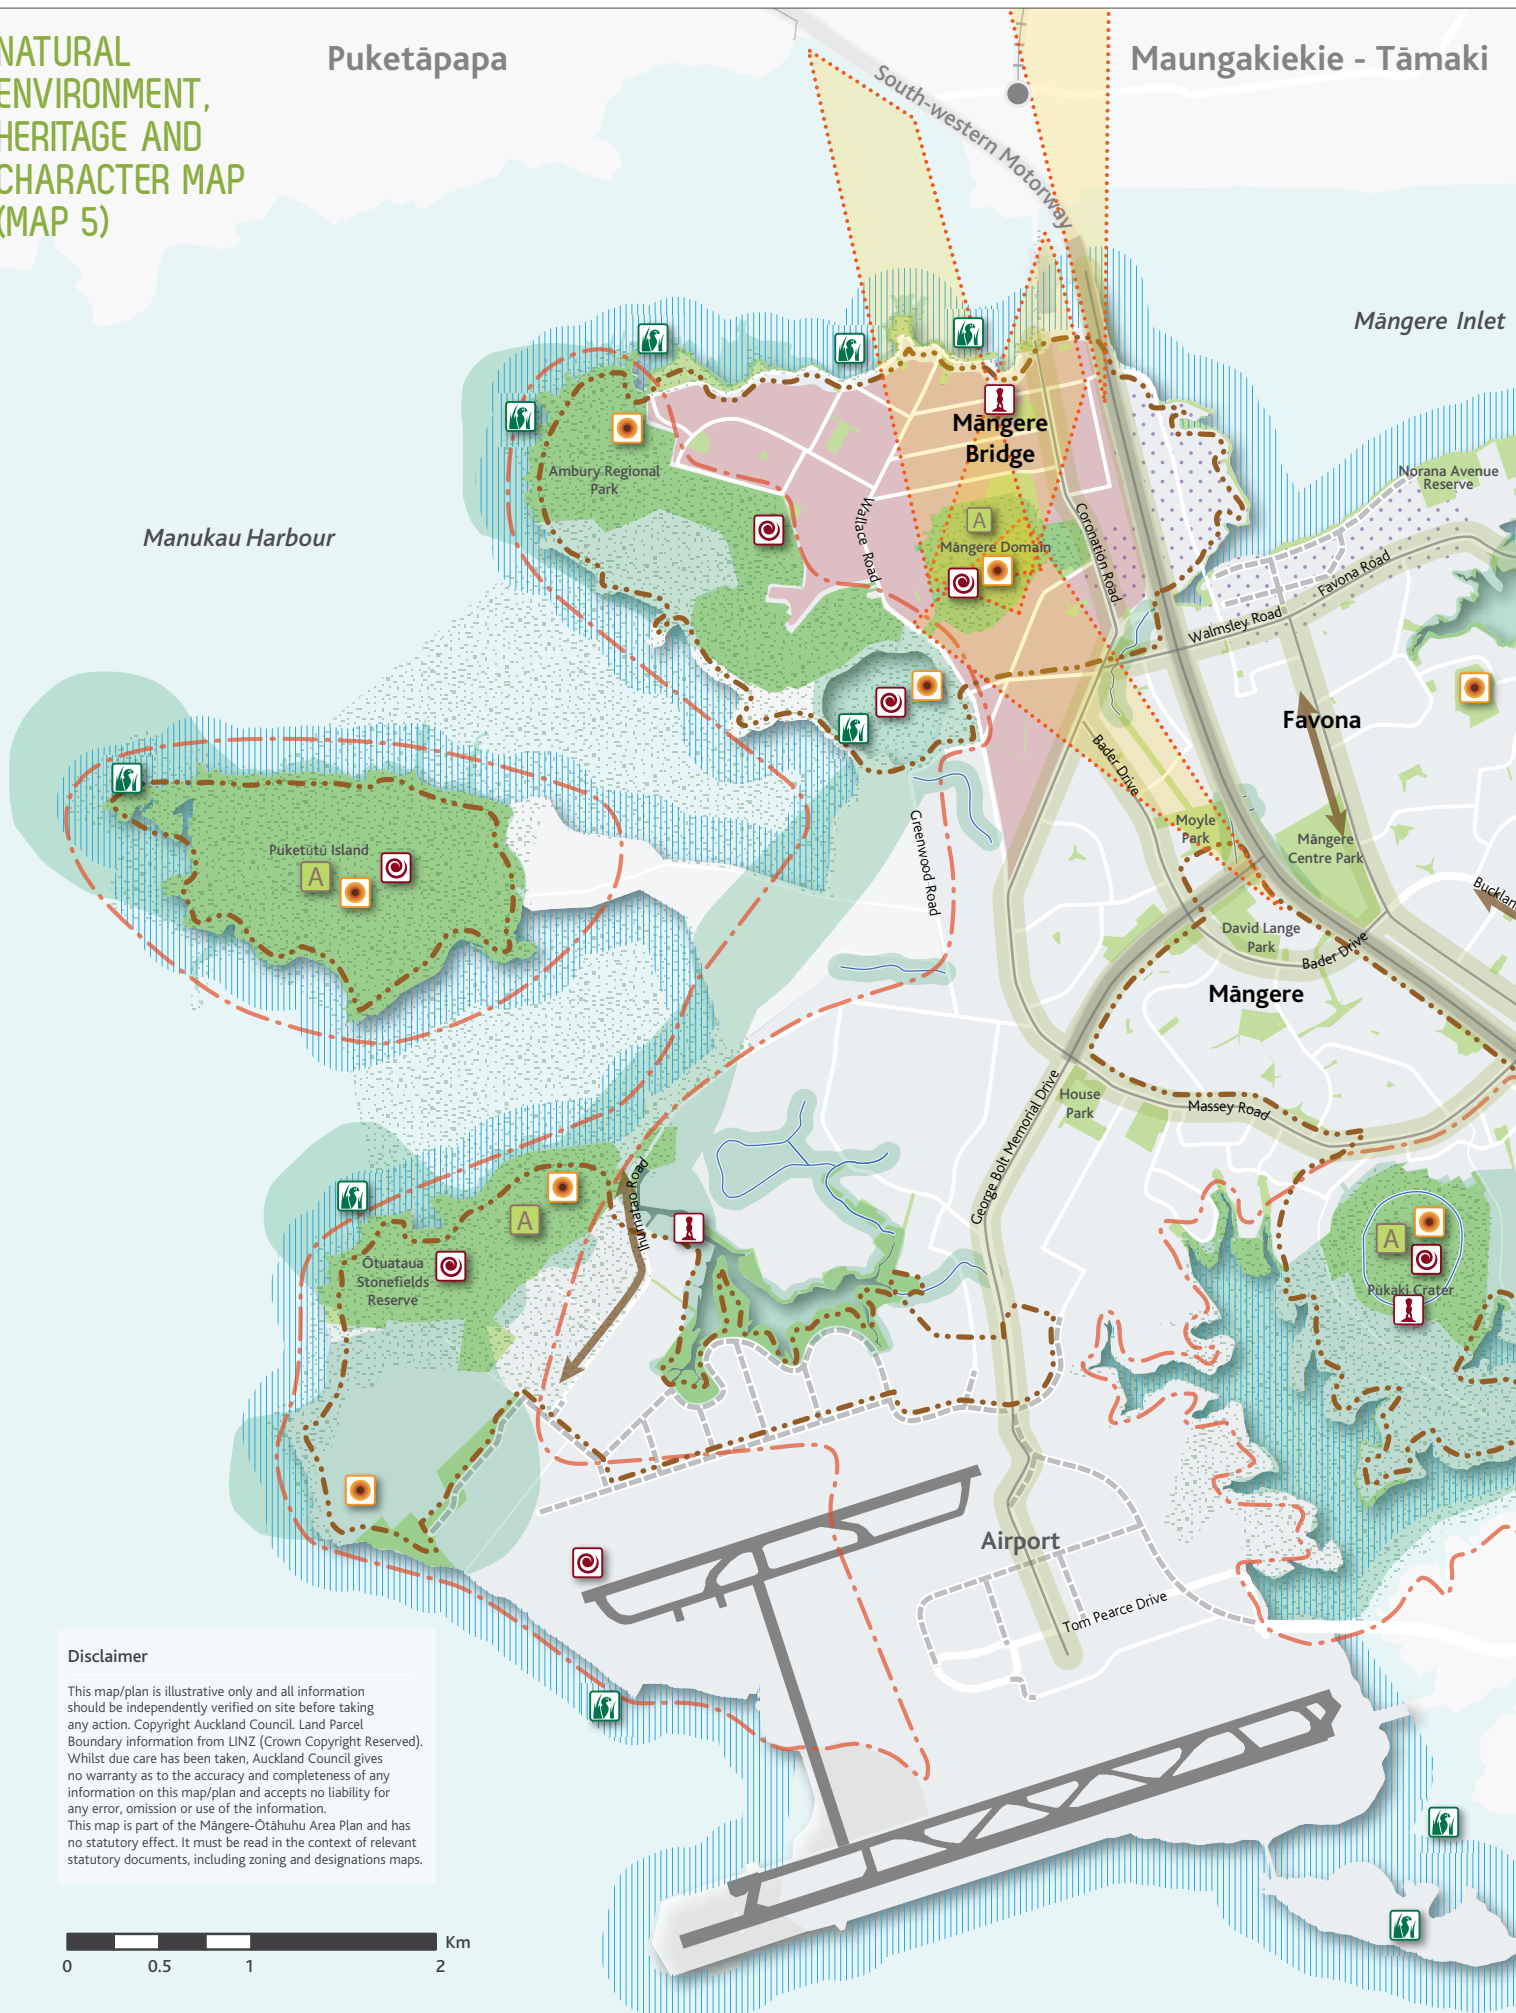 NATURAL
ENVIRONMENT,
HERITAGE AND
CHARACTER MAP
(MAP 5)
Puketāpapa
Maungakiekie - Tāmaki
South-western Motorway
Māngere Inlet
Manukau Harbour
Ambury Regional
Park
Māngere
Bridge
Norana Avenue
Reserve
Wallace Road
A
Māngere Domain
Coronation Road
Favona Road
Walmsley Road
Favona
Bader Drive
Moyle
Park
Māngere
Centre Park
Greenwood Road
Puketūtū Island
A
David Lange
Park
Bader Drive
Māngere
House
Park
Massey Road
George Bolt Memorial Drive
Ihumatao Road
A
Ōtuataua
Stonefields
Reserve
A
Pūkaki Crater
Airport
Tom Pearce Drive
Disclaimer
This map/plan is illustrative only and all information
should be independently verified on site before taking
any action. Copyright Auckland Council. Land Parcel
Boundary information from LINZ (Crown Copyright Reserved).
Whilst due care has been taken, Auckland Council gives
no warranty as to the accuracy and completeness of any
information on this map/plan and accepts no liability for
any error, omission or use of the information.
This map is part of the Māngere-Ōtāhuhu Area Plan and has
no statutory effect. It must be read in the context of relevant
statutory documents, including zoning and designations maps.
Km
0 0.5 1 2